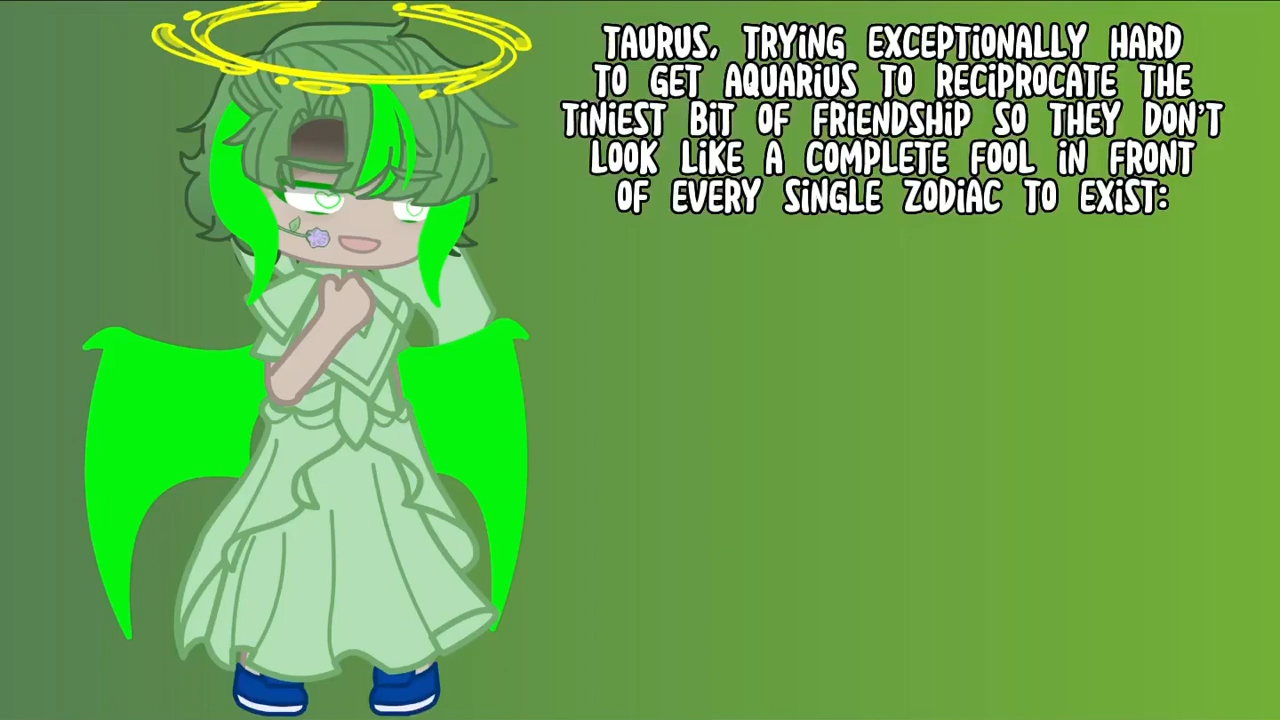 TAURUS, TRYING EXCEPTIONALLY HARD
TO GET AQUARIUS TO RECIPROCATE THE
TINIEST BIT OF FRIENDSHIP SO THEY DON'T
LOOK LIKE A COMPLETE FOOL IN FRONT
OF EVERY SINGLE ZODIAC TO EXIST: